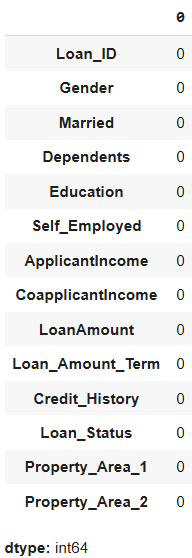 0
Loan_ID 0
Gender 0
Married 0
Dependents 0
Education 0
Self_Employed 0
ApplicantIncome 0
CoapplicantIncome 0
LoanAmount 0
Loan_Amount_Term 0
Credit_History 0
Loan_Status 0
Property_Area_1 0
Property_Area_2 0
dtype: int64